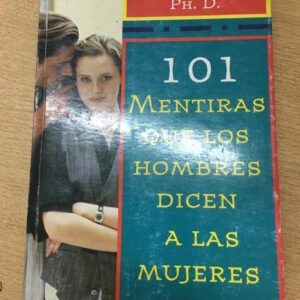 PH. D.
101
MENTIRAS
QUE LOS
HOMBRES
DICEN
A LAS
MUJERES